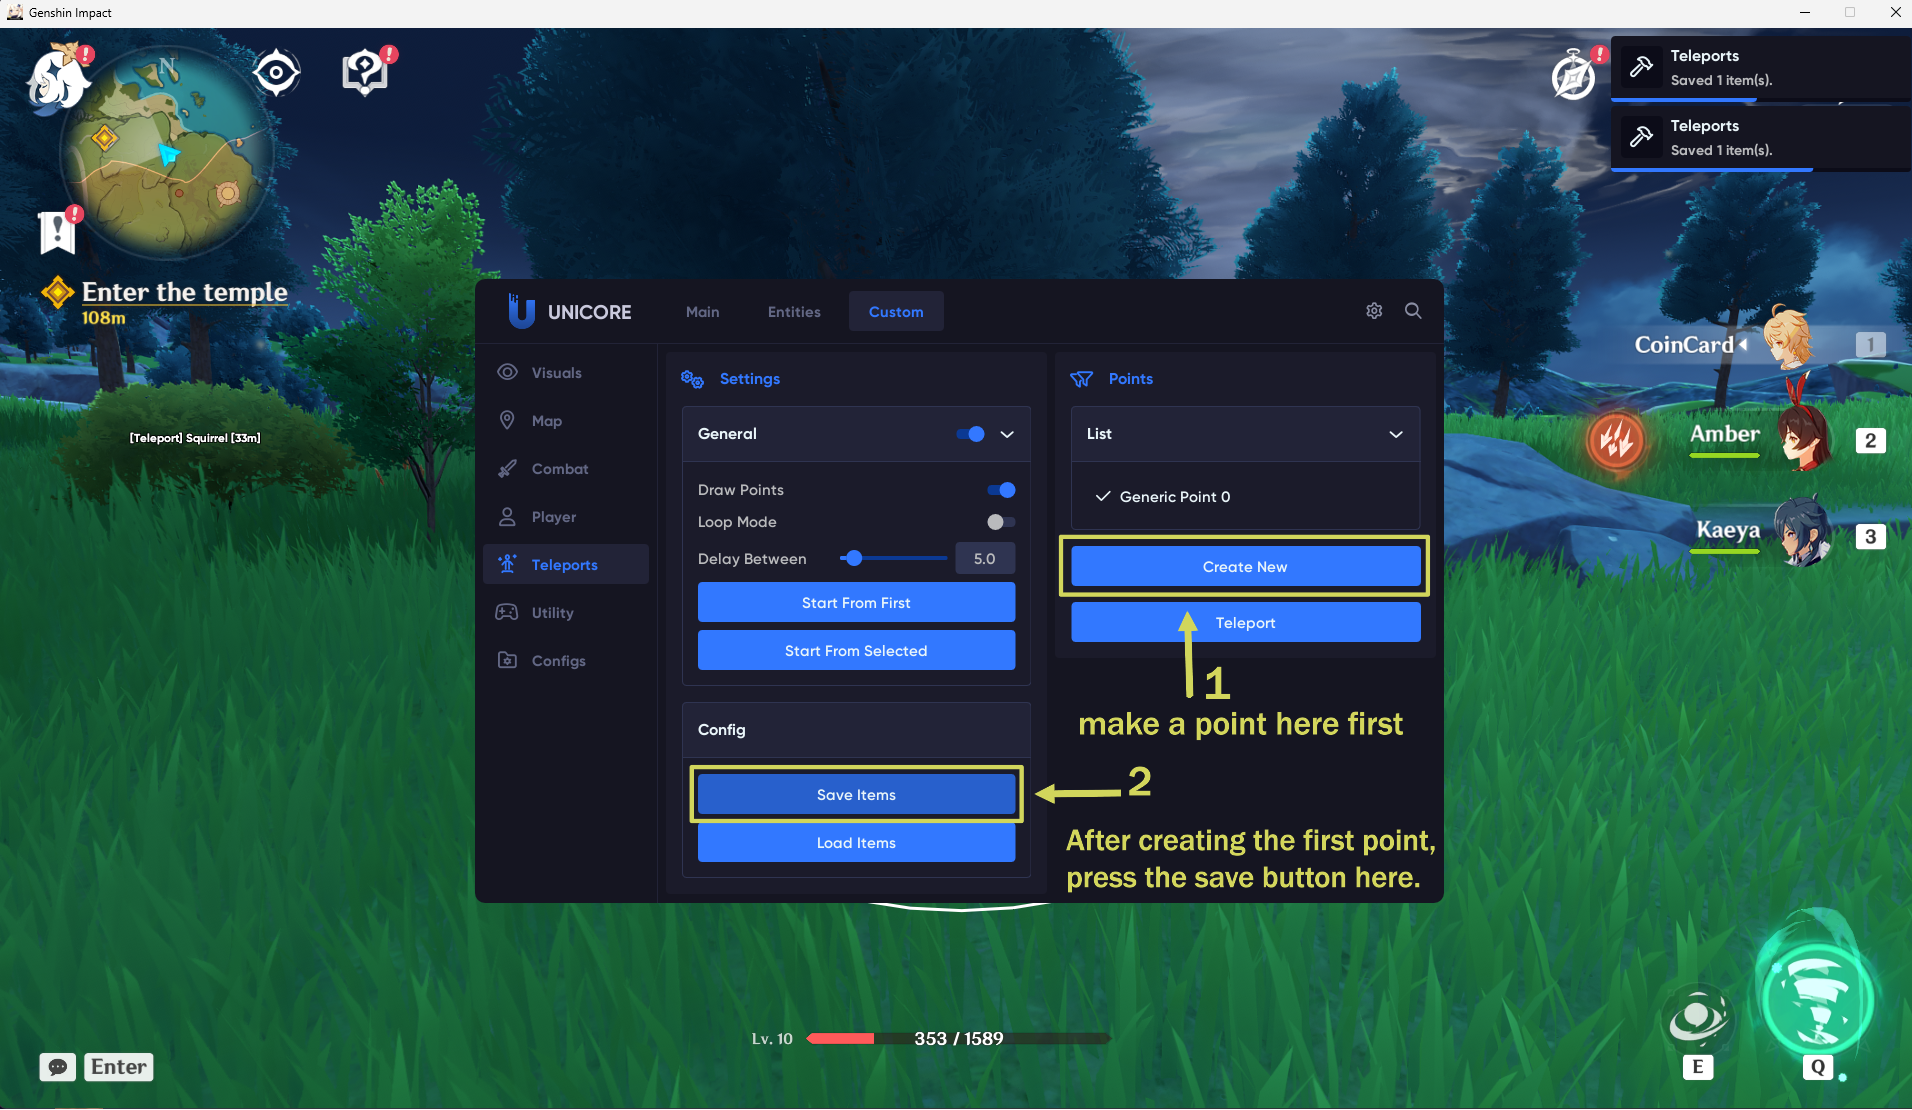 Genshin Impact
N
Teleports
Saved 1 item(s).
Teleports
Saved 1 item(s).
Enter the temple
108m
[Teleport] Squirrel [33m]
UNICORE
Main
Entities
Custom
Visuals
Map
Combat
Player
Teleports
Utility
Configs
Settings
General
Draw Points
Loop Mode
Delay Between
5.0
Start From First
Start From Selected
Config
Save Items
Load Items
Points
List
Generic Point 0
Create New
Teleport
1
make a point here first
2
After creating the first point,
press the save button here.
CoinCard
1
Amber
2
Kaeya
3
Lv. 10
353 / 1589
Enter
E
Q